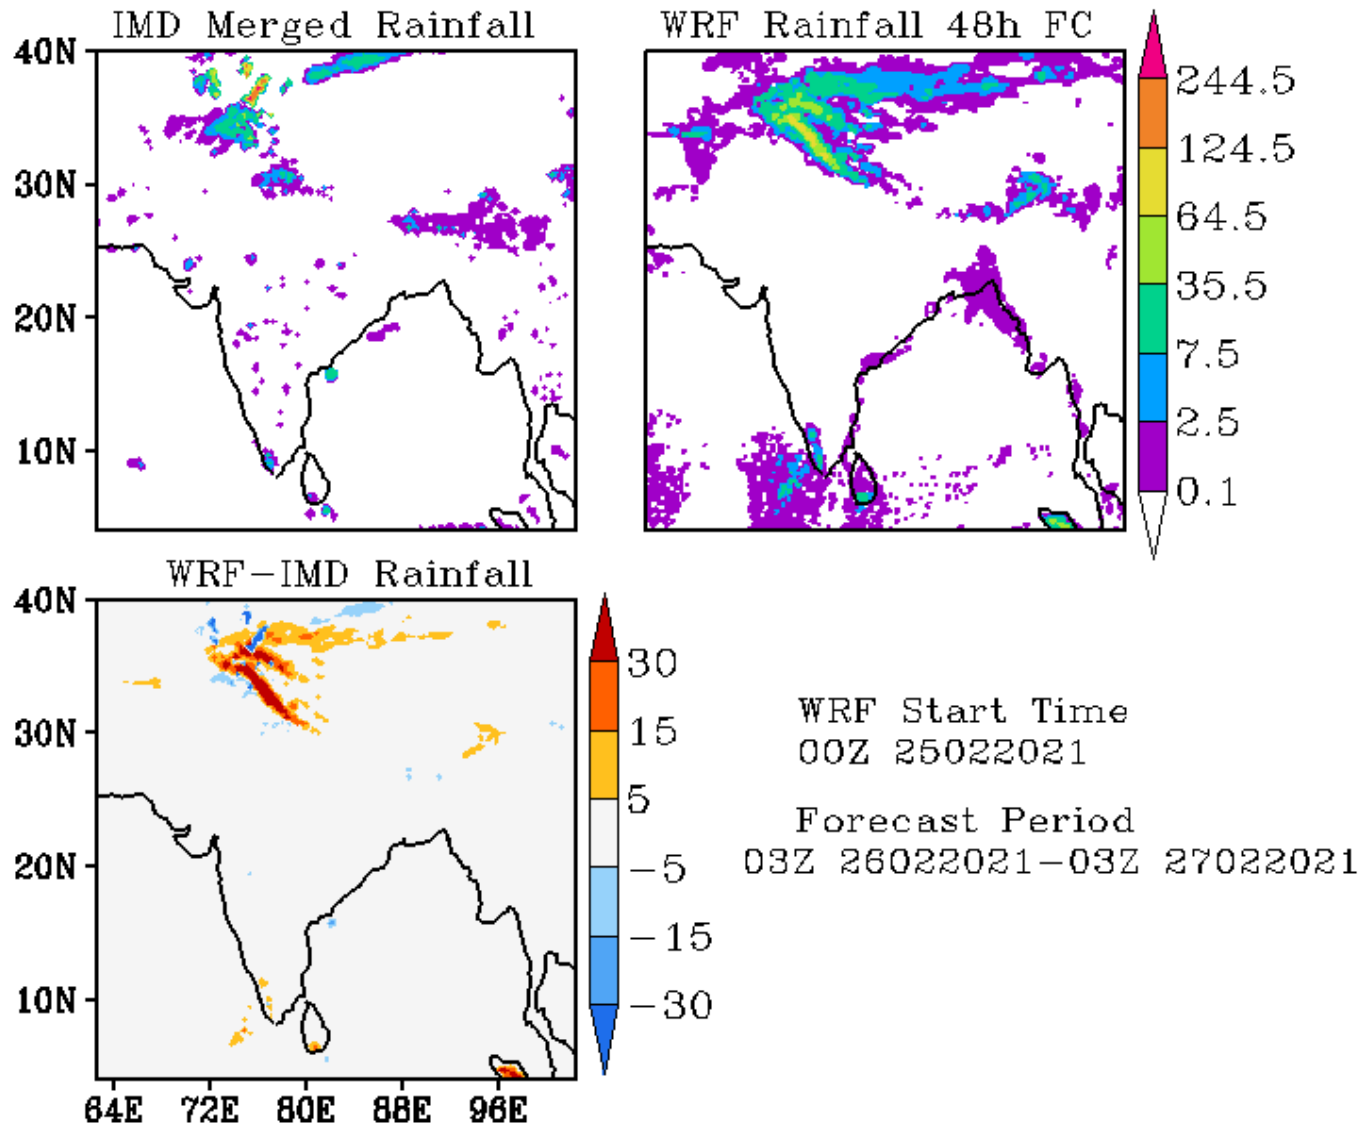 IMD Merged Rainfall
WRF Rainfall 48h FC
40N
30N
20N
10N
244.5
124.5
64.5
35.5
7.5
2.5
0.1
WRF-IMD Rainfall
40N
30N
20N
10N
64E 72E 80E 88E 96E
30
15
5
-5
-15
-30
WRF Start Time
00Z 25022021
Forecast Period
03Z 26022021-03Z 27022021